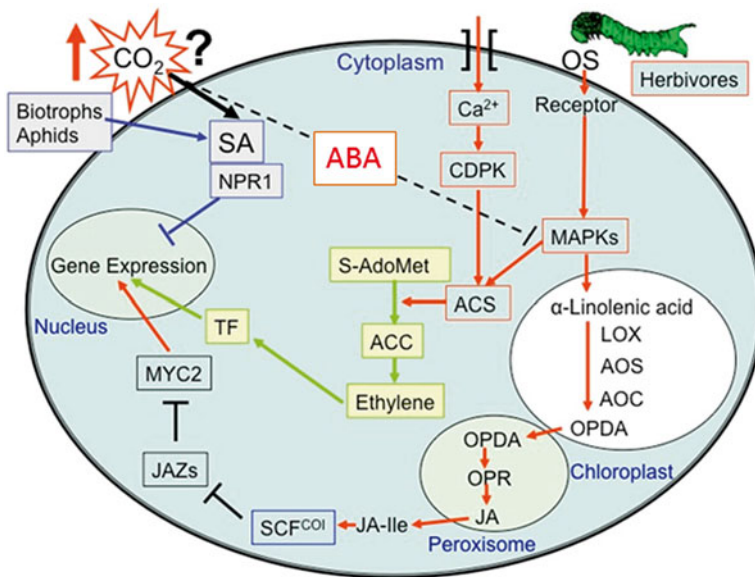 CO2
?
Cytoplasm
] [
OS
Herbivores
Biotrophs
Aphids
SA
NPR1
ABA
Ca2+
Receptor
CDPK
MAPKs
Gene Expression
Nucleus
S-AdoMet
ACS
α-Linolenic acid
LOX
AOS
AOC
OPDA
TF
ACC
MYC2
Ethylene
Chloroplast
OPDA
OPR
JA
Peroxisome
JAZs
SCFCOI
JA-Ile